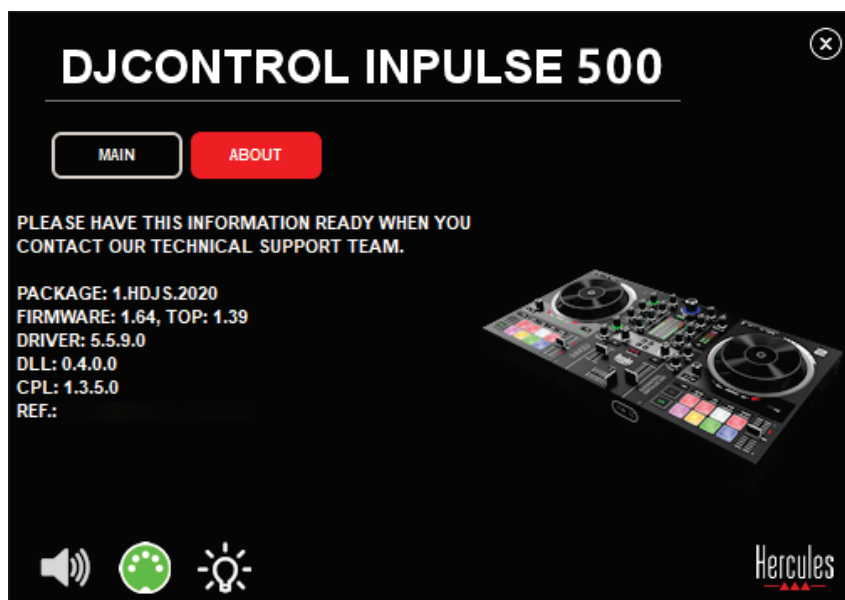 DJCONTROL INPULSE 500
MAIN
ABOUT
PLEASE HAVE THIS INFORMATION READY WHEN YOU
CONTACT OUR TECHNICAL SUPPORT TEAM.
PACKAGE: 1.HDJS.2020
FIRMWARE: 1.64, TOP: 1.39
DRIVER: 5.5.9.0
DLL: 0.4.0.0
CPL: 1.3.5.0
REF.:
Hercules